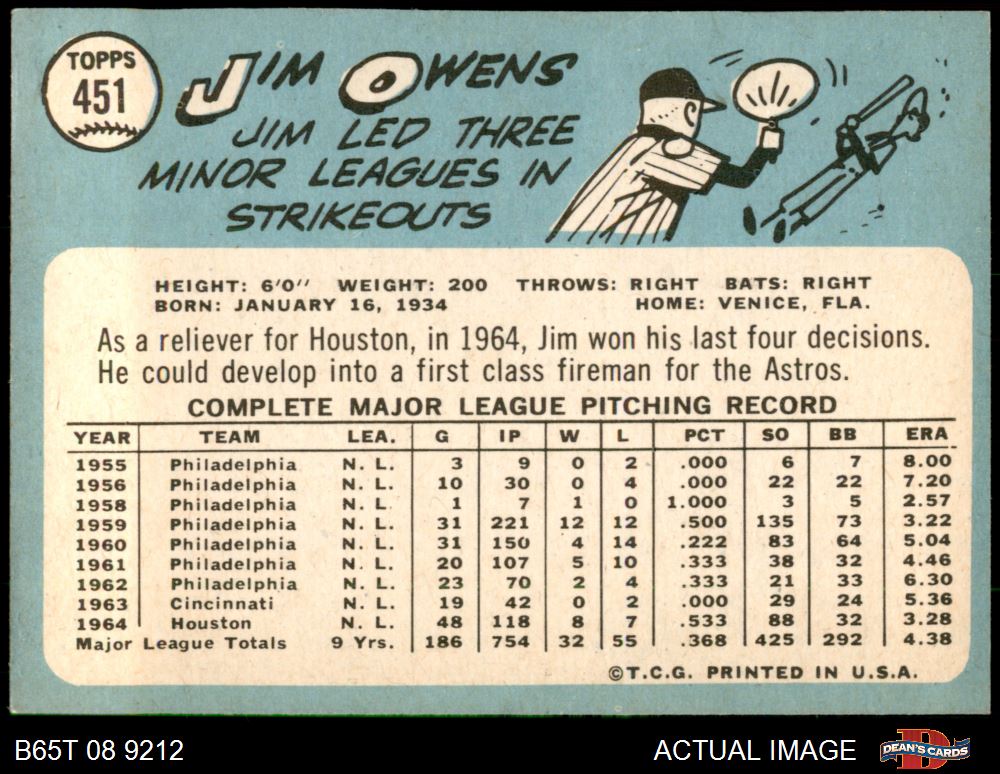 TOPPS
451
JIM OWENS
JIM LED THREE
MINOR LEAGUES IN
STRIKEOUTS
HEIGHT: 6'0" WEIGHT: 200 THROWS: RIGHT BATS: RIGHT
BORN: JANUARY 16, 1934 HOME: VENICE, FLA.
As a reliever for Houston, in 1964, Jim won his last four decisions.
He could develop into a first class fireman for the Astros.
COMPLETE MAJOR LEAGUE PITCHING RECORD
YEAR TEAM LEA. G IP W L PCT SO BB ERA
1955 Philadelphia N. L. 3 9 0 2 .000 6 7 8.00
1956 Philadelphia N. L. 10 30 0 4 .000 22 22 7.20
1958 Philadelphia N. L. 1 7 1 0 1.000 3 5 2.57
1959 Philadelphia N. L. 31 221 12 12 .500 135 73 3.22
1960 Philadelphia N. L. 31 150 4 14 .222 83 64 5.04
1961 Philadelphia N. L. 20 107 5 10 .333 38 32 4.46
1962 Philadelphia N. L. 23 70 2 4 .333 21 33 6.30
1963 Cincinnati N. L. 19 42 0 2 .000 29 24 5.36
1964 Houston N. L. 48 118 8 7 .533 88 32 3.28
Major League Totals 9 Yrs. 186 754 32 55 .368 425 292 4.38
©T.C.G. PRINTED IN U.S.A.
B65T 08 9212 ACTUAL IMAGE DEAN'S CARDS